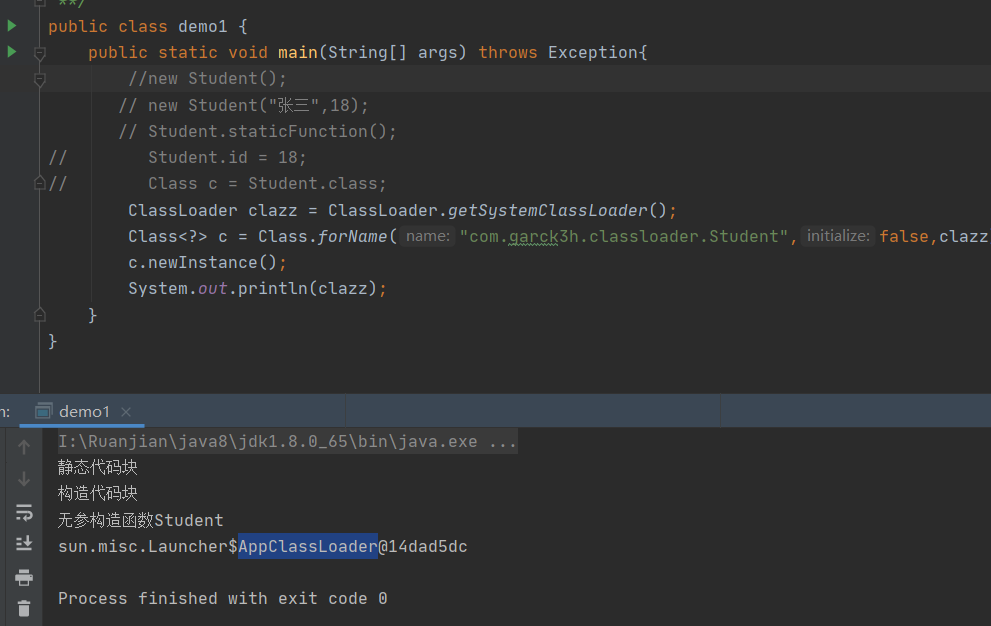 **/
public class demo1 {
public static void main(String[] args) throws Exception{
//new Student();
// new Student("张三",18);
// Student.staticFunction();
// Student.id = 18;
// Class c = Student.class;
ClassLoader clazz = ClassLoader.getSystemClassLoader();
Class<?> c = Class.forName( name: "com.garck3h.classloader.Student", initialize: false,clazz
c.newInstance();
System.out.println(clazz);
}
}
demo1 ×
I:\Ruanjian\java8\jdk1.8.0_65\bin\java.exe ...
静态代码块
构造代码块
无参构造函数Student
sun.misc.Launcher$AppClassLoader@14dad5dc
Process finished with exit code 0